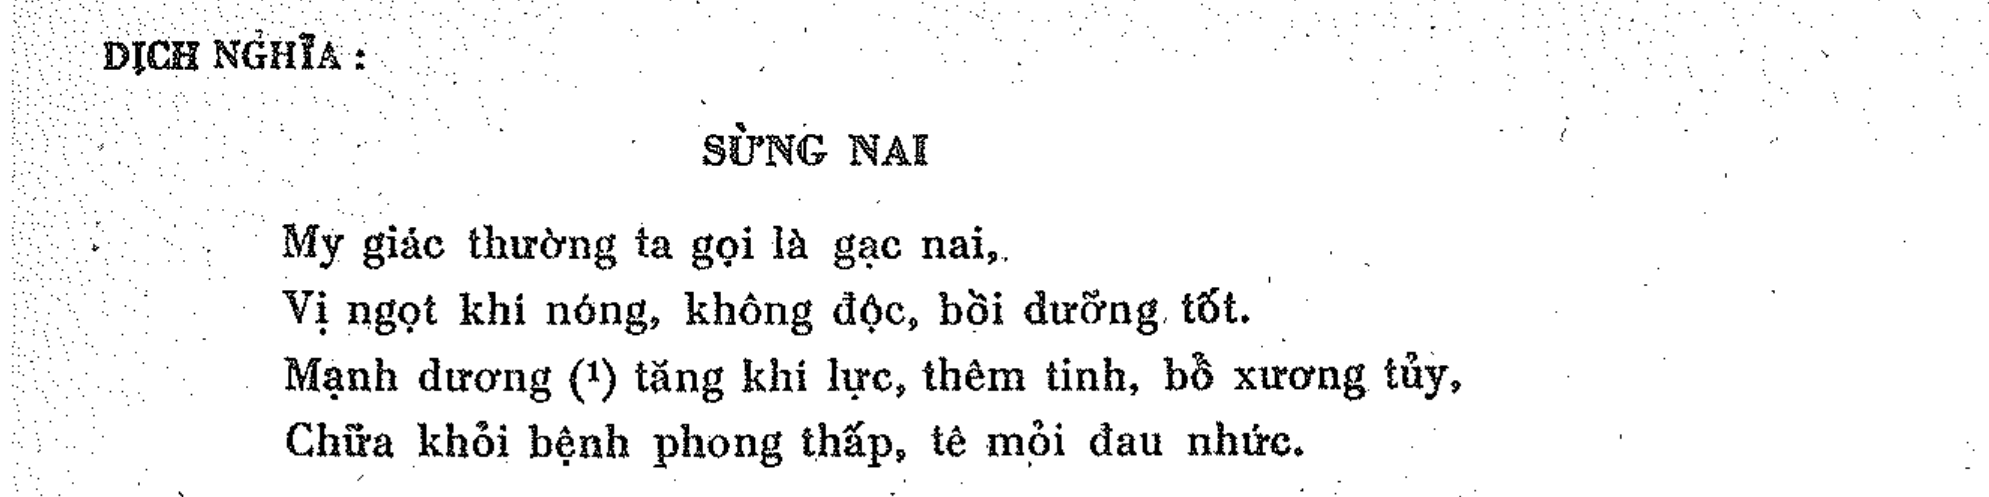 DỊCH NGHĨA :
SỪNG NAI
My giác thường ta gọi là gạc nai,
Vị ngọt khí nóng, không độc, bồi dưỡng tốt.
Mạnh dương (¹) tăng khí lực, thêm tinh, bổ xương tủy,
Chữa khỏi bệnh phong thấp, tê mỏi đau nhức.